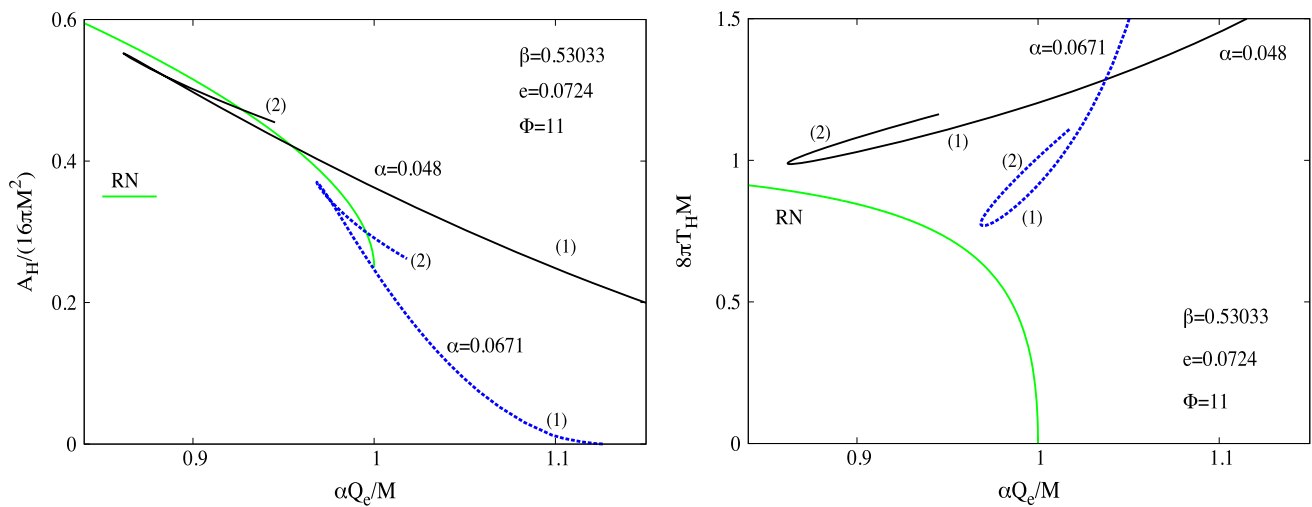 0.6
0.4
0.2
0
0.9
1
1.1
A_H/(16πM²)
αQ_e/M
β=0.53033
e=0.0724
Φ=11
(2)
α=0.048
RN
(1)
(2)
α=0.0671
(1)
1.5
1
0.5
0
0.9
1
1.1
8πT_HM
αQ_e/M
α=0.0671
α=0.048
(2)
(1)
(2)
(1)
RN
β=0.53033
e=0.0724
Φ=11